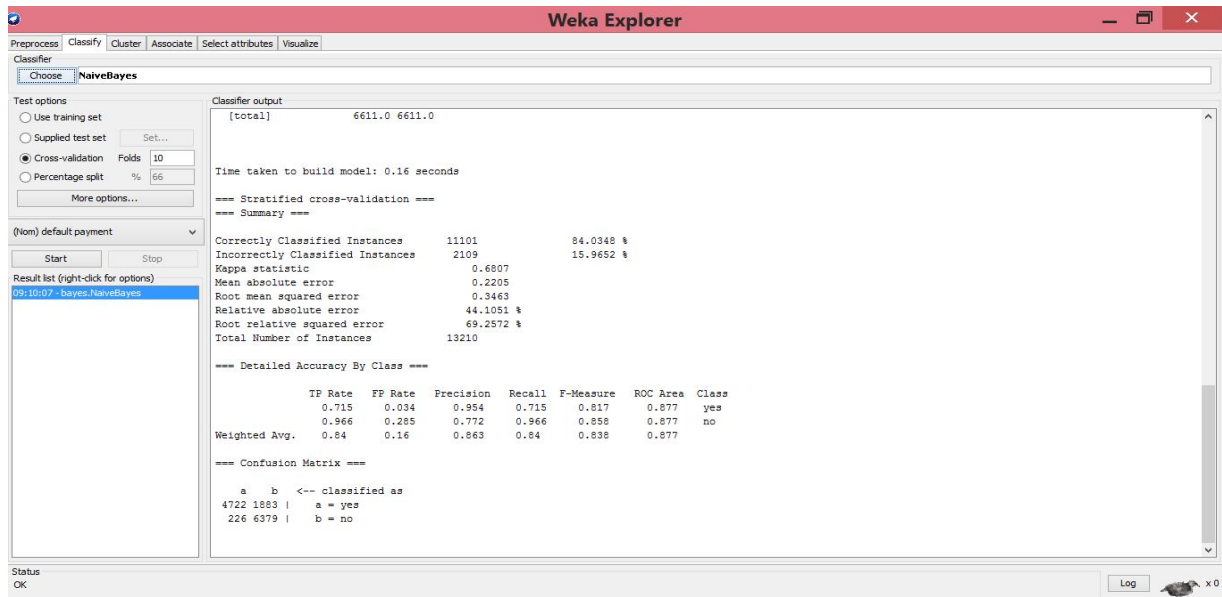 Weka Explorer
Preprocess Classify Cluster Associate Select attributes Visualize
Classifier
Choose NaiveBayes
Test options
Use training set
Supplied test set Set...
Cross-validation Folds 10
Percentage split % 66
More options...
(Nom) default payment
Start Stop
Result list (right-click for options)
09:10:07 - bayes.NaiveBayes
Classifier output
[total] 6611.0 6611.0
Time taken to build model: 0.16 seconds
=== Stratified cross-validation ===
=== Summary ===
Correctly Classified Instances 11101 84.0348 %
Incorrectly Classified Instances 2109 15.9652 %
Kappa statistic 0.6807
Mean absolute error 0.2205
Root mean squared error 0.3463
Relative absolute error 44.1051 %
Root relative squared error 69.2572 %
Total Number of Instances 13210
=== Detailed Accuracy By Class ===
TP Rate FP Rate Precision Recall F-Measure ROC Area Class
0.715 0.034 0.954 0.715 0.817 0.877 yes
0.966 0.285 0.772 0.966 0.858 0.877 no
Weighted Avg. 0.84 0.16 0.863 0.84 0.838 0.877
=== Confusion Matrix ===
a b <-- classified as
4722 1883 | a = yes
226 6379 | b = no
Status
OK
Log x 0